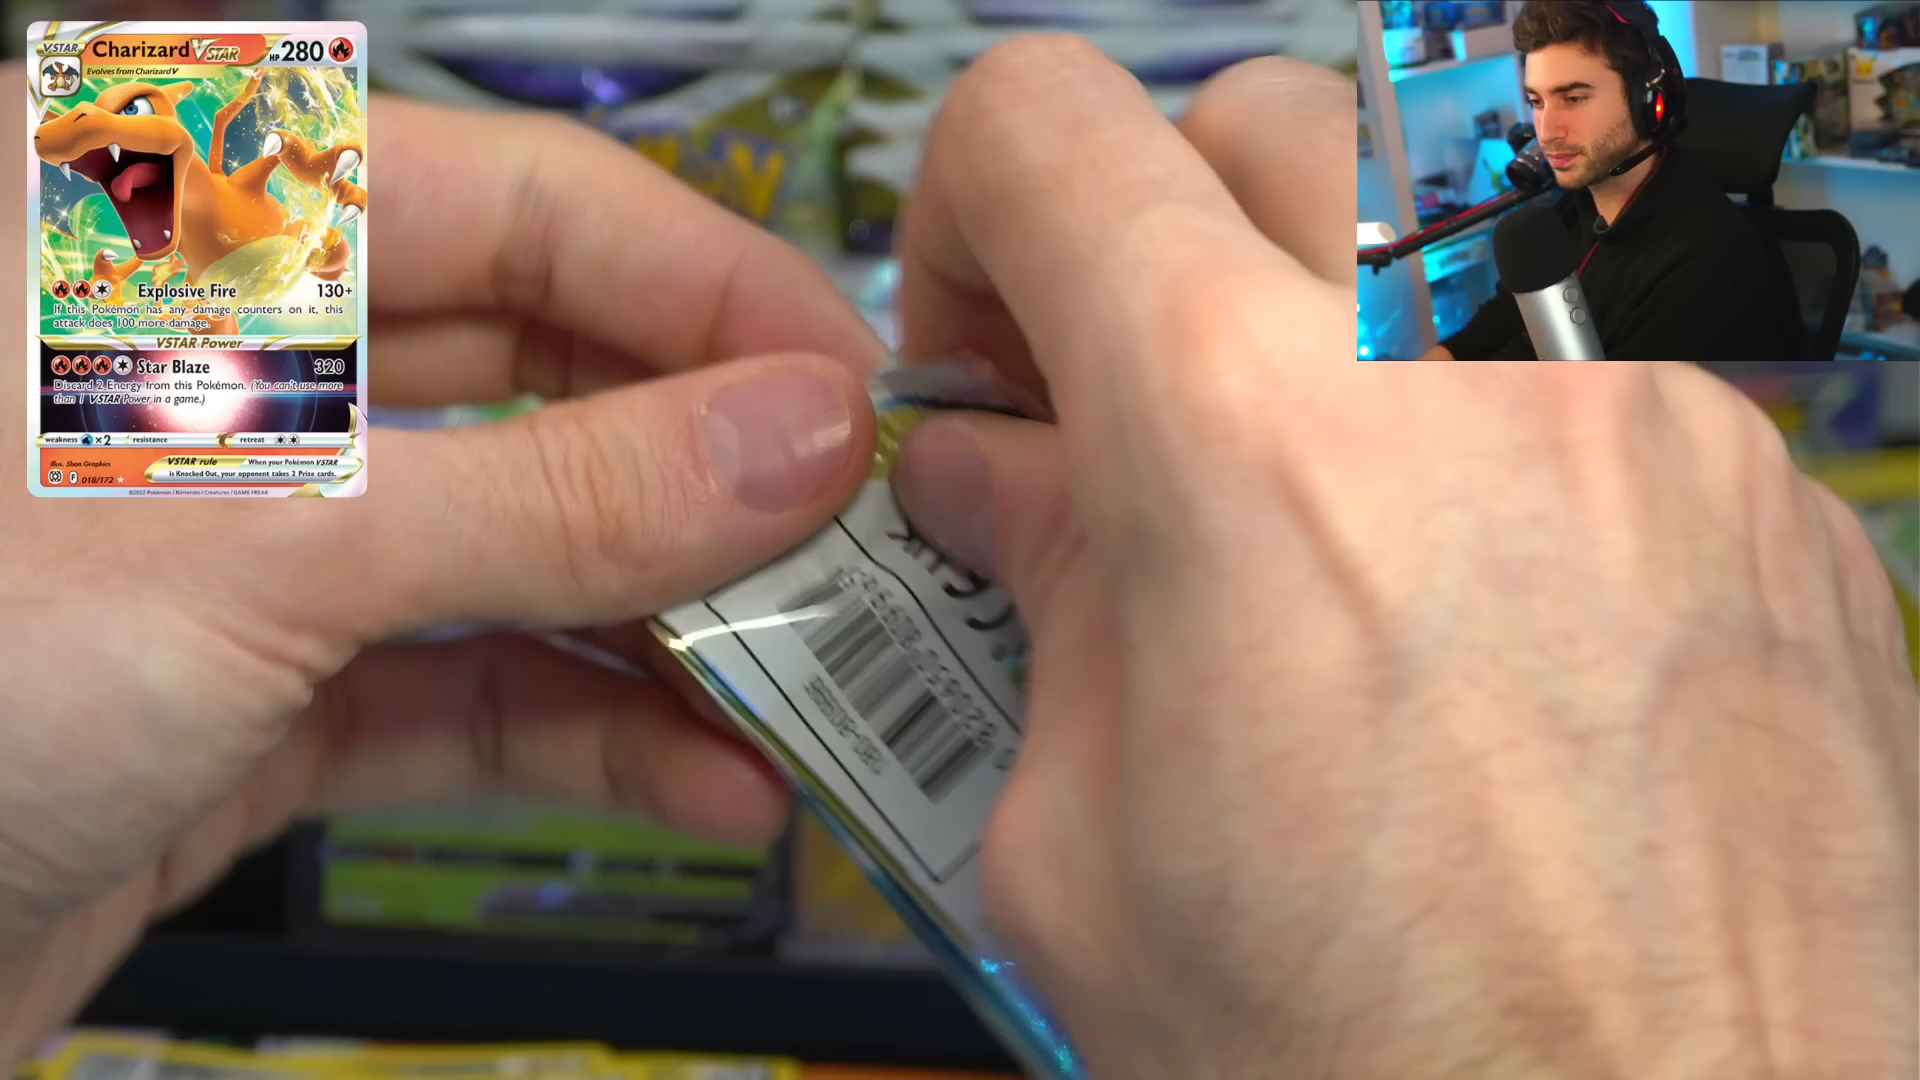 VSTAR Charizard VSTAR HP 280
Evolves from Charizard V
Explosive Fire 130+
If this Pokémon has any damage counters on it, this
attack does 100 more damage.
VSTAR Power
Star Blaze 320
Discard 2 Energy from this Pokémon. (You can't use more
than 1 VSTAR Power in a game.)
weakness ×2 resistance retreat
Illus. 5ban Graphics
VSTAR rule When your Pokémon VSTAR
is Knocked Out, your opponent takes 2 Prize cards.
F 018/172
©2022 Pokémon / Nintendo / Creatures / GAME FREAK